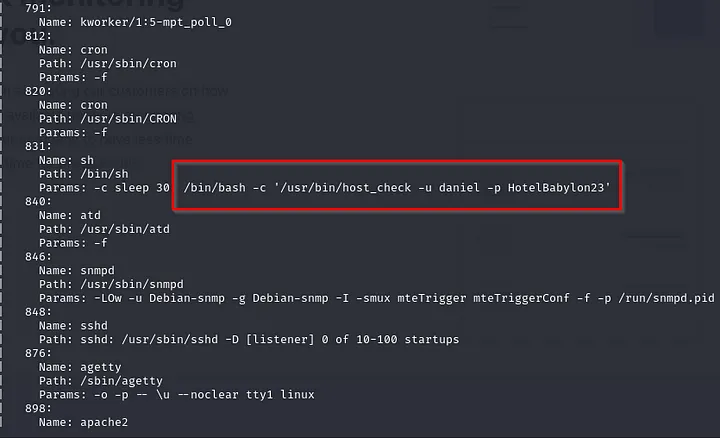 791:
Name: kworker/1:5-mpt_poll_0
812:
Name: cron
Path: /usr/sbin/cron
Params: -f
820:
Name: cron
Path: /usr/sbin/CRON
Params: -f
831:
Name: sh
Path: /bin/sh
Params: -c sleep 30 /bin/bash -c '/usr/bin/host_check -u daniel -p HotelBabylon23'
840:
Name: atd
Path: /usr/sbin/atd
Params: -f
846:
Name: snmpd
Path: /usr/sbin/snmpd
Params: -LOw -u Debian-snmp -g Debian-snmp -I -smux mteTrigger mteTriggerConf -f -p /run/snmpd.pid
848:
Name: sshd
Path: sshd: /usr/sbin/sshd -D [listener] 0 of 10-100 startups
876:
Name: agetty
Path: /sbin/agetty
Params: -o -p -- \u --noclear tty1 linux
898:
Name: apache2